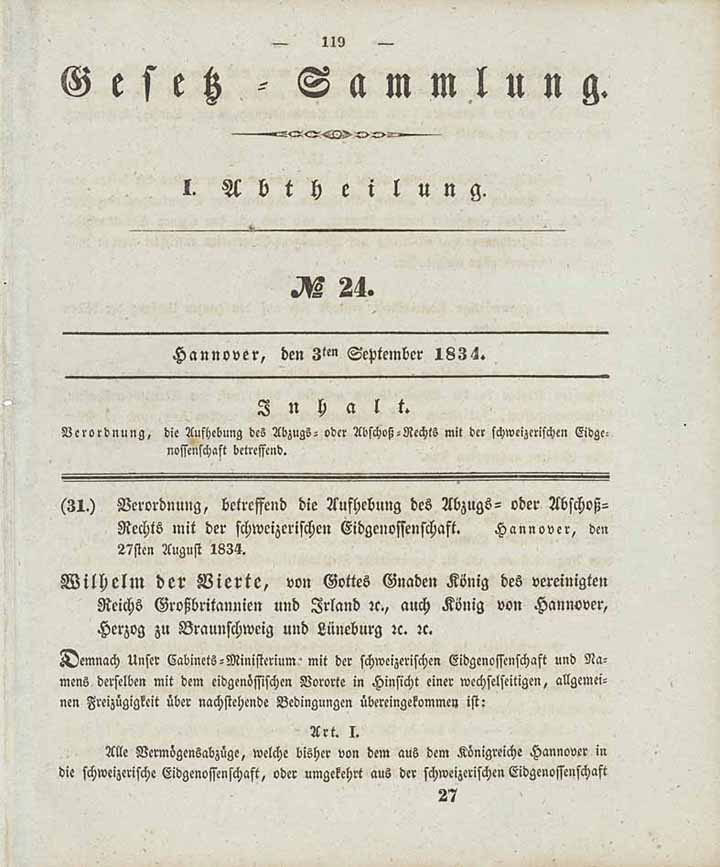 — 119 —
Gesetz-Sammlung.
I. Abtheilung.
№ 24.
Hannover, den 3ten September 1834.
Inhalt.
Verordnung, die Aufhebung des Abzugs- oder Abschoß-Rechts mit der schweizerischen Eidge-
nossenschaft betreffend.
(31.) Verordnung, betreffend die Aufhebung des Abzugs- oder Abschoß-
Rechts mit der schweizerischen Eidgenossenschaft. Hannover, den
27sten August 1834.
Wilhelm der Vierte, von Gottes Gnaden König des vereinigten
Reichs Großbritannien und Irland ꝛc., auch König von Hannover,
Herzog zu Braunschweig und Lüneburg ꝛc. ꝛc.
Demnach Unser Cabinets-Ministerium mit der schweizerischen Eidgenossenschaft und Na-
mens derselben mit dem eidgenössischen Vororte in Hinsicht einer wechselseitigen, allgemei-
nen Freizügigkeit über nachstehende Bedingungen übereingekommen ist:
Art. I.
Alle Vermögensabzüge, welche bisher von dem aus dem Königreiche Hannover in
die schweizerische Eidgenossenschaft, oder umgekehrt aus der schweizerischen Eidgenossenschaft
27